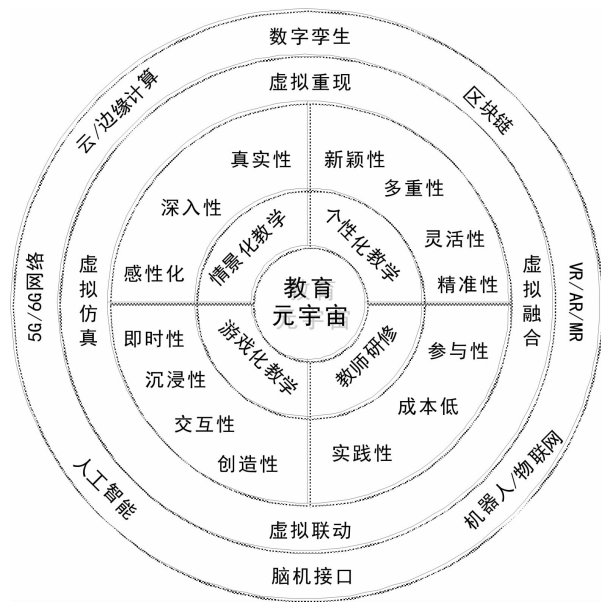 数字孪生
区块链
VR/AR/MR
机器人/物联网
脑机接口
人工智能
5G/6G网络
云/边缘计算
虚拟重现
虚拟融合
虚拟联动
虚拟仿真
真实性
深入性
感性化
新颖性
多重性
灵活性
精准性
参与性
成本低
实践性
即时性
沉浸性
交互性
创造性
情景化教学
个性化教学
教师研修
游戏化教学
教育
元宇宙